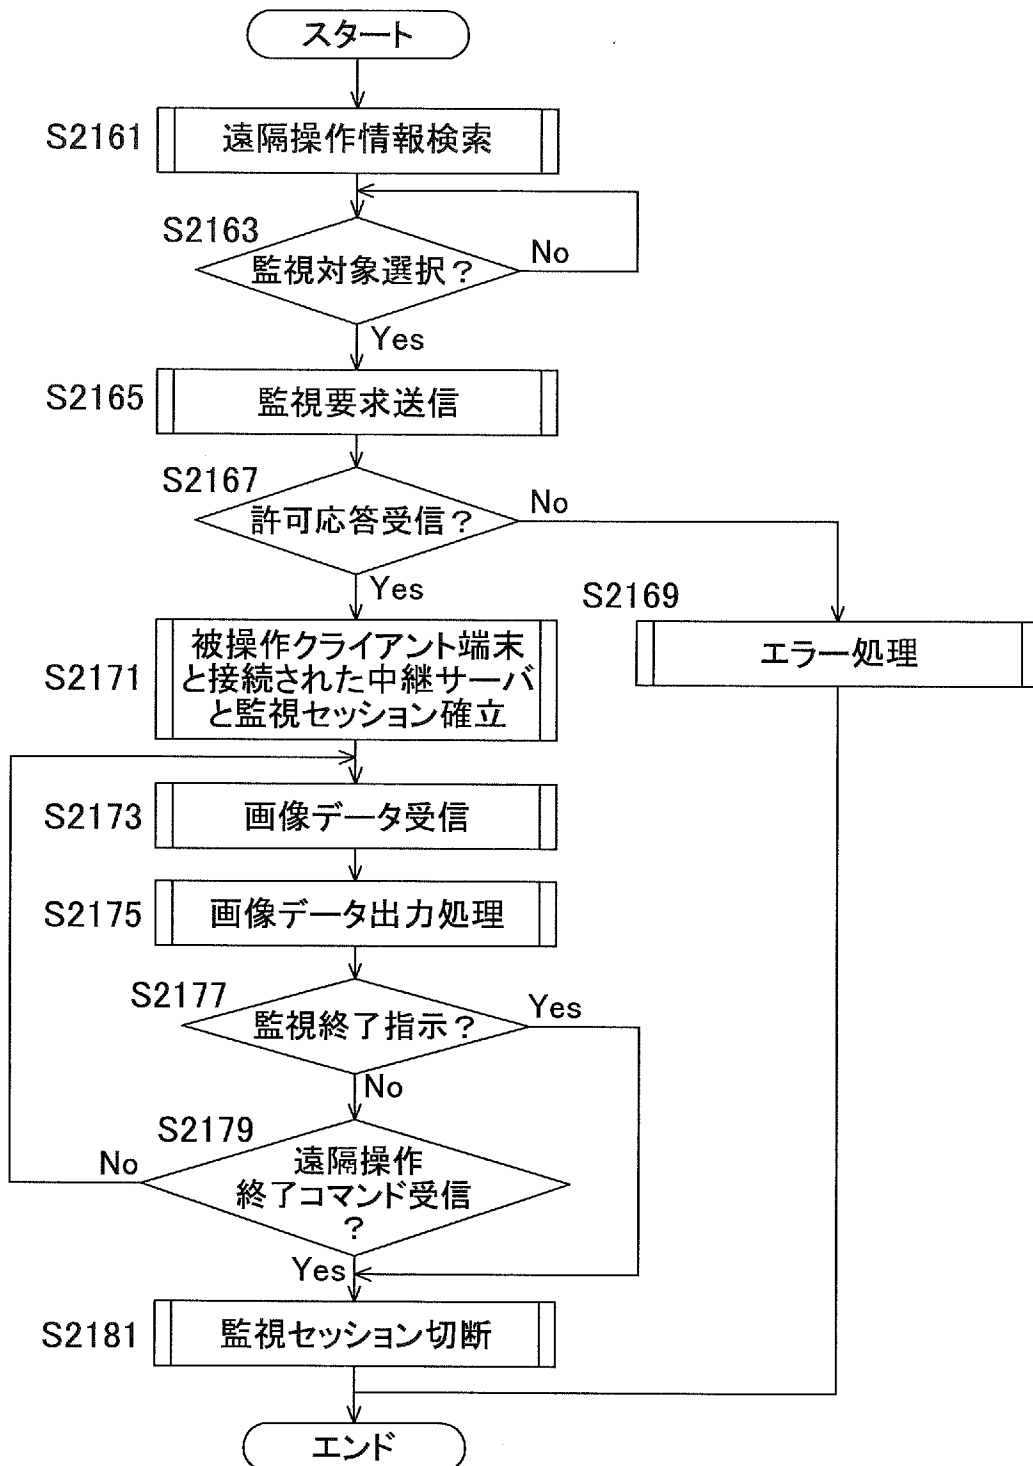 スタート
S2161
遠隔操作情報検索
S2163
監視対象選択？
No
Yes
S2165
監視要求送信
S2167
許可応答受信？
No
Yes
S2169
エラー処理
S2171
被操作クライアント端末
と接続された中継サーバ
と監視セッション確立
S2173
画像データ受信
S2175
画像データ出力処理
S2177
監視終了指示？
Yes
No
S2179
No
遠隔操作
終了コマンド受信
？
Yes
S2181
監視セッション切断
エンド